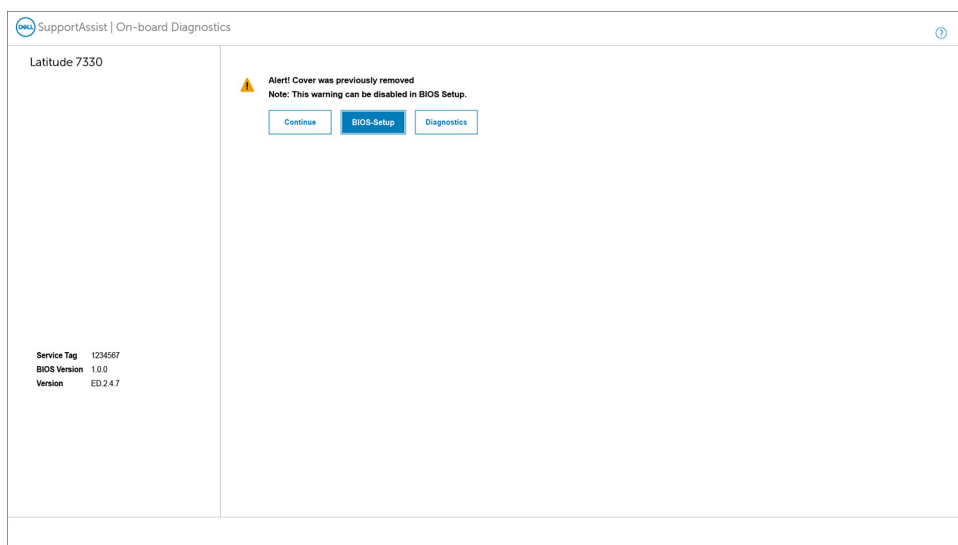 DELL SupportAssist | On-board Diagnostics
?
Latitude 7330
Alert! Cover was previously removed
Note: This warning can be disabled in BIOS Setup.
Continue BIOS-Setup Diagnostics
Service Tag 1234567
BIOS Version 1.0.0
Version ED.2.4.7